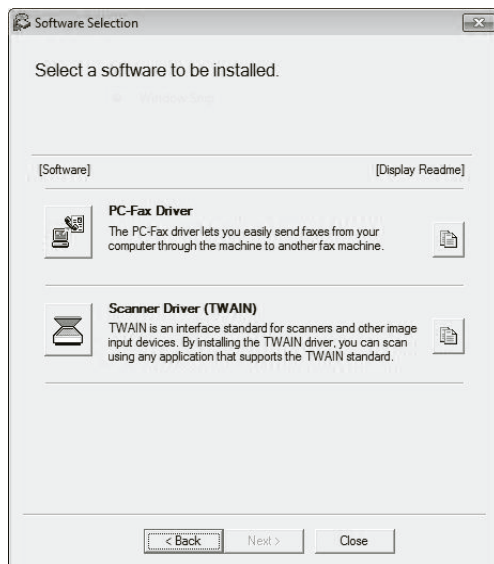 Software Selection
Select a software to be installed.
[Software] [Display Readme]
PC-Fax Driver
The PC-Fax driver lets you easily send faxes from your
computer through the machine to another fax machine.
Scanner Driver (TWAIN)
TWAIN is an interface standard for scanners and other image
input devices. By installing the TWAIN driver, you can scan
using any application that supports the TWAIN standard.
< Back Next > Close